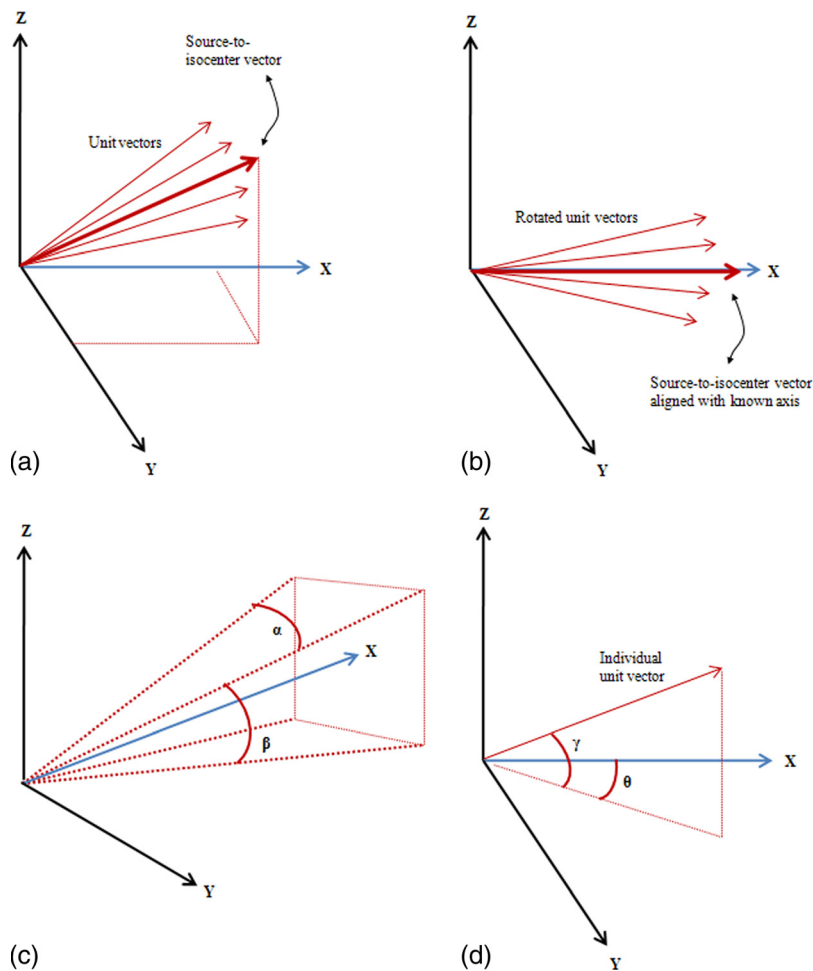 Z
Source-to-
isocenter vector
Unit vectors
X
Y
(a)
Z
Rotated unit vectors
X
Source-to-isocenter vector
aligned with known axis
Y
(b)
Z
α
X
β
Y
(c)
Z
Individual
unit vector
γ
X
θ
Y
(d)